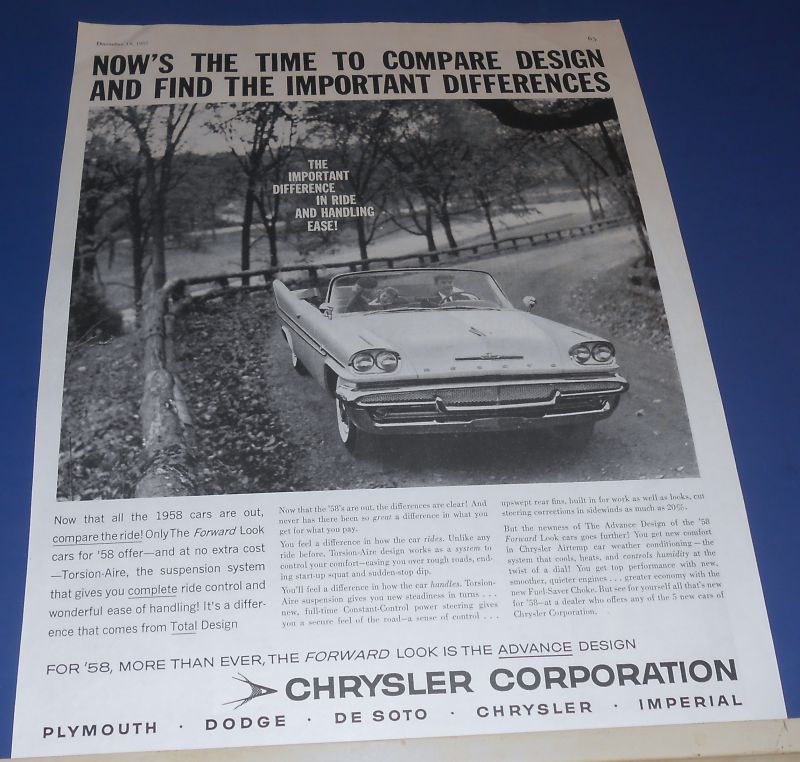 December 14, 1957
65
NOW'S THE TIME TO COMPARE DESIGN
AND FIND THE IMPORTANT DIFFERENCES
THE
IMPORTANT
DIFFERENCE
IN RIDE
AND HANDLING
EASE!
DESOTO
Now that all the 1958 cars are out,
compare the ride! Only The Forward Look
cars for '58 offer—and at no extra cost
—Torsion-Aire, the suspension system
that gives you complete ride control and
wonderful ease of handling! It's a differ-
ence that comes from Total Design
Now that the '58's are out, the differences are clear! And
never has there been so great a difference in what you
get for what you pay.
You feel a difference in how the car rides. Unlike any
ride before, Torsion-Aire design works as a system to
control your comfort—easing you over rough roads, end-
ing start-up squat and sudden-stop dip.
You'll feel a difference in how the car handles. Torsion-
Aire suspension gives you new steadiness in turns . . .
new, full-time Constant-Control power steering gives
you a secure feel of the road—a sense of control . . .
upswept rear fins, built in for work as well as looks, cut
steering corrections in sidewinds as much as 20%.
But the newness of The Advance Design of the '58
Forward Look cars goes further! You get new comfort
in Chrysler Airtemp car weather conditioning—the
system that cools, heats, and controls humidity at the
twist of a dial! You get top performance with new,
smoother, quieter engines . . . greater economy with the
new Fuel-Saver Choke. But see for yourself all that's new
for '58—at a dealer who offers any of the 5 new cars of
Chrysler Corporation.
FOR '58, MORE THAN EVER, THE FORWARD LOOK IS THE ADVANCE DESIGN
CHRYSLER CORPORATION
PLYMOUTH · DODGE · DE SOTO · CHRYSLER · IMPERIAL